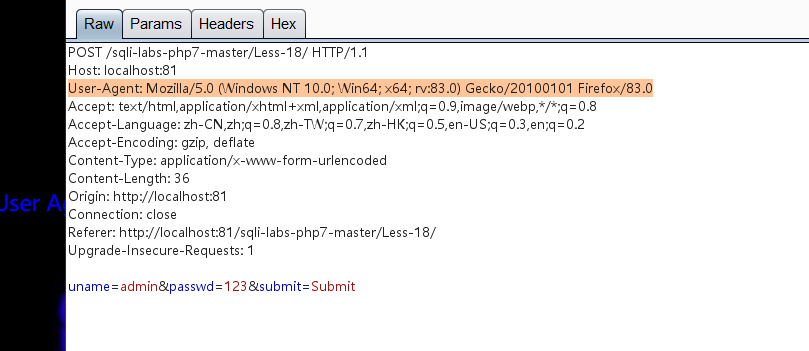 Raw Params Headers Hex
POST /sqli-labs-php7-master/Less-18/ HTTP/1.1
Host: localhost:81
User-Agent: Mozilla/5.0 (Windows NT 10.0; Win64; x64; rv:83.0) Gecko/20100101 Firefox/83.0
Accept: text/html,application/xhtml+xml,application/xml;q=0.9,image/webp,*/*;q=0.8
Accept-Language: zh-CN,zh;q=0.8,zh-TW;q=0.7,zh-HK;q=0.5,en-US;q=0.3,en;q=0.2
Accept-Encoding: gzip, deflate
Content-Type: application/x-www-form-urlencoded
Content-Length: 36
Origin: http://localhost:81
User A
Connection: close
Referer: http://localhost:81/sqli-labs-php7-master/Less-18/
Upgrade-Insecure-Requests: 1
uname=admin&passwd=123&submit=Submit